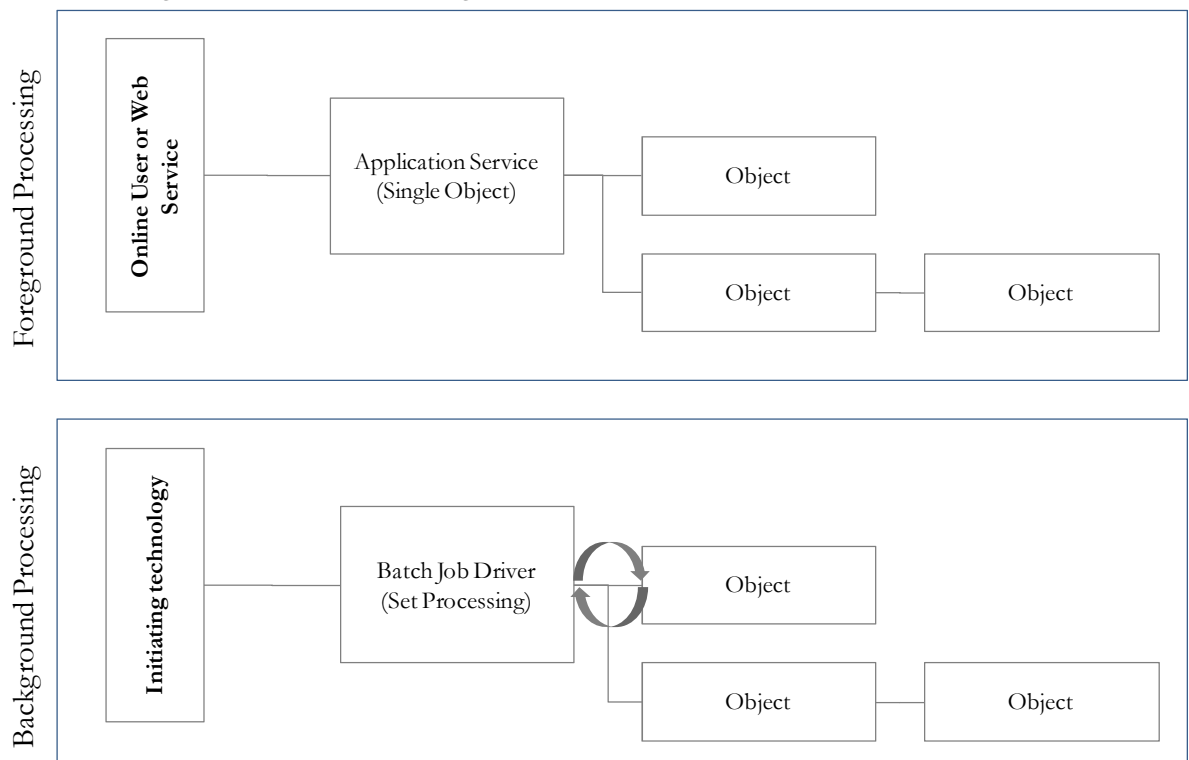 Foreground Processing
Online User or Web
Service
Application Service
(Single Object)
Object
Object
Object
Background Processing
Initiating technology
Batch Job Driver
(Set Processing)
Object
Object
Object